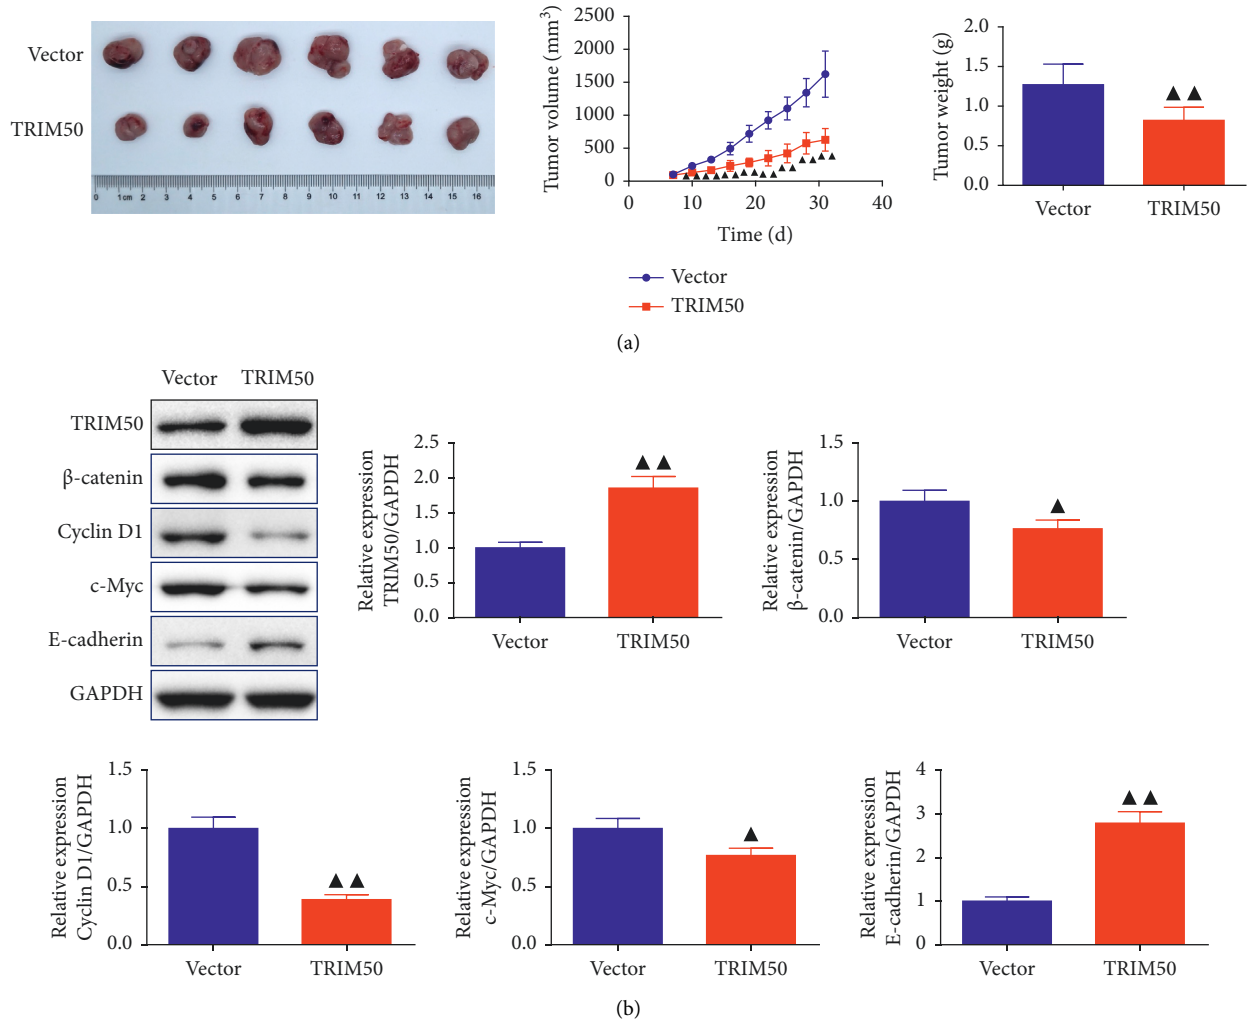 Vector
TRIM50
0 1cm 2 3 4 5 6 7 8 9 10 11 12 13 14 15 16
Tumor volume (mm3)
2500
2000
1500
1000
500
0
0 10 20 30 40
Time (d)
Vector
TRIM50
Tumor weight (g)
2.0
1.5
1.0
0.5
0.0
Vector TRIM50
(a)
Vector TRIM50
TRIM50
β-catenin
Cyclin D1
c-Myc
E-cadherin
GAPDH
Relative expression
TRIM50/GAPDH
2.5
2.0
1.5
1.0
0.5
0.0
Vector TRIM50
Relative expression
β-catenin/GAPDH
1.5
1.0
0.5
0.0
Vector TRIM50
Relative expression
Cyclin D1/GAPDH
1.5
1.0
0.5
0.0
Vector TRIM50
Relative expression
c-Myc/GAPDH
1.5
1.0
0.5
0.0
Vector TRIM50
Relative expression
E-cadherin/GAPDH
4
3
2
1
0
Vector TRIM50
(b)